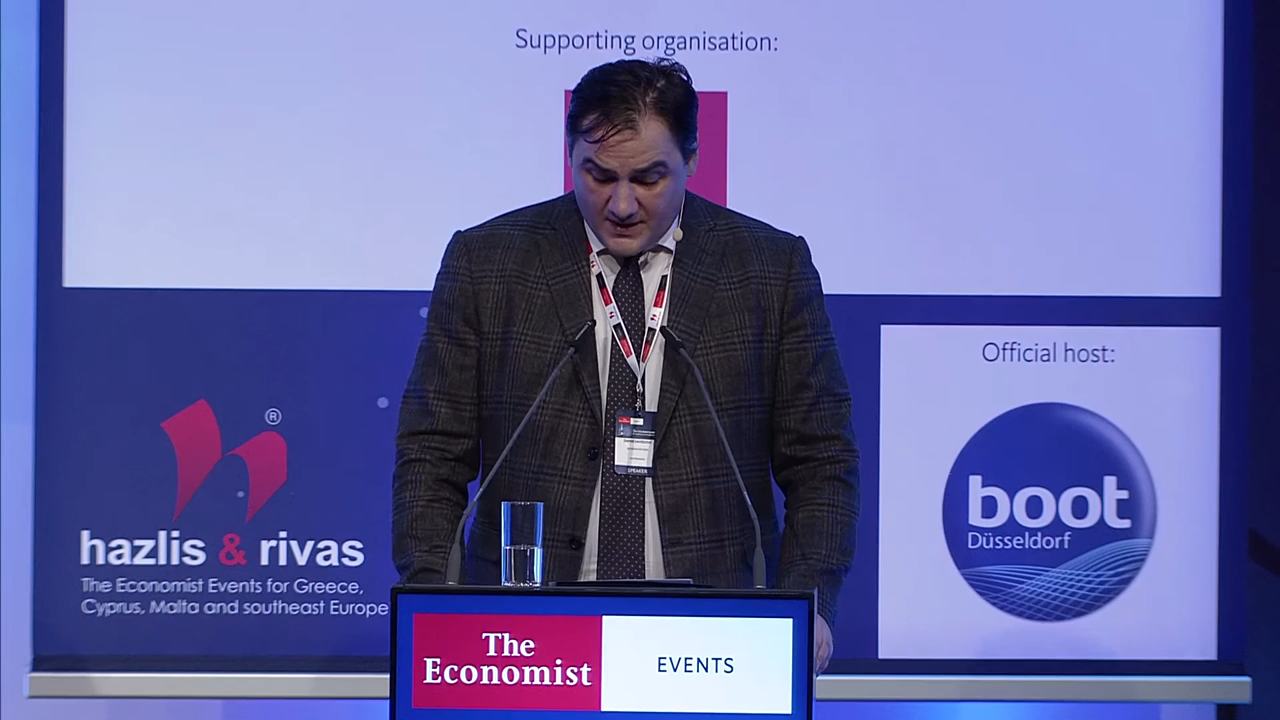 Supporting organisation:
Official host:
®
hazlis & rivas
The Economist Events for Greece,
Cyprus, Malta and southeast Europe
boot
Düsseldorf
SPEAKER
The
Economist
EVENTS